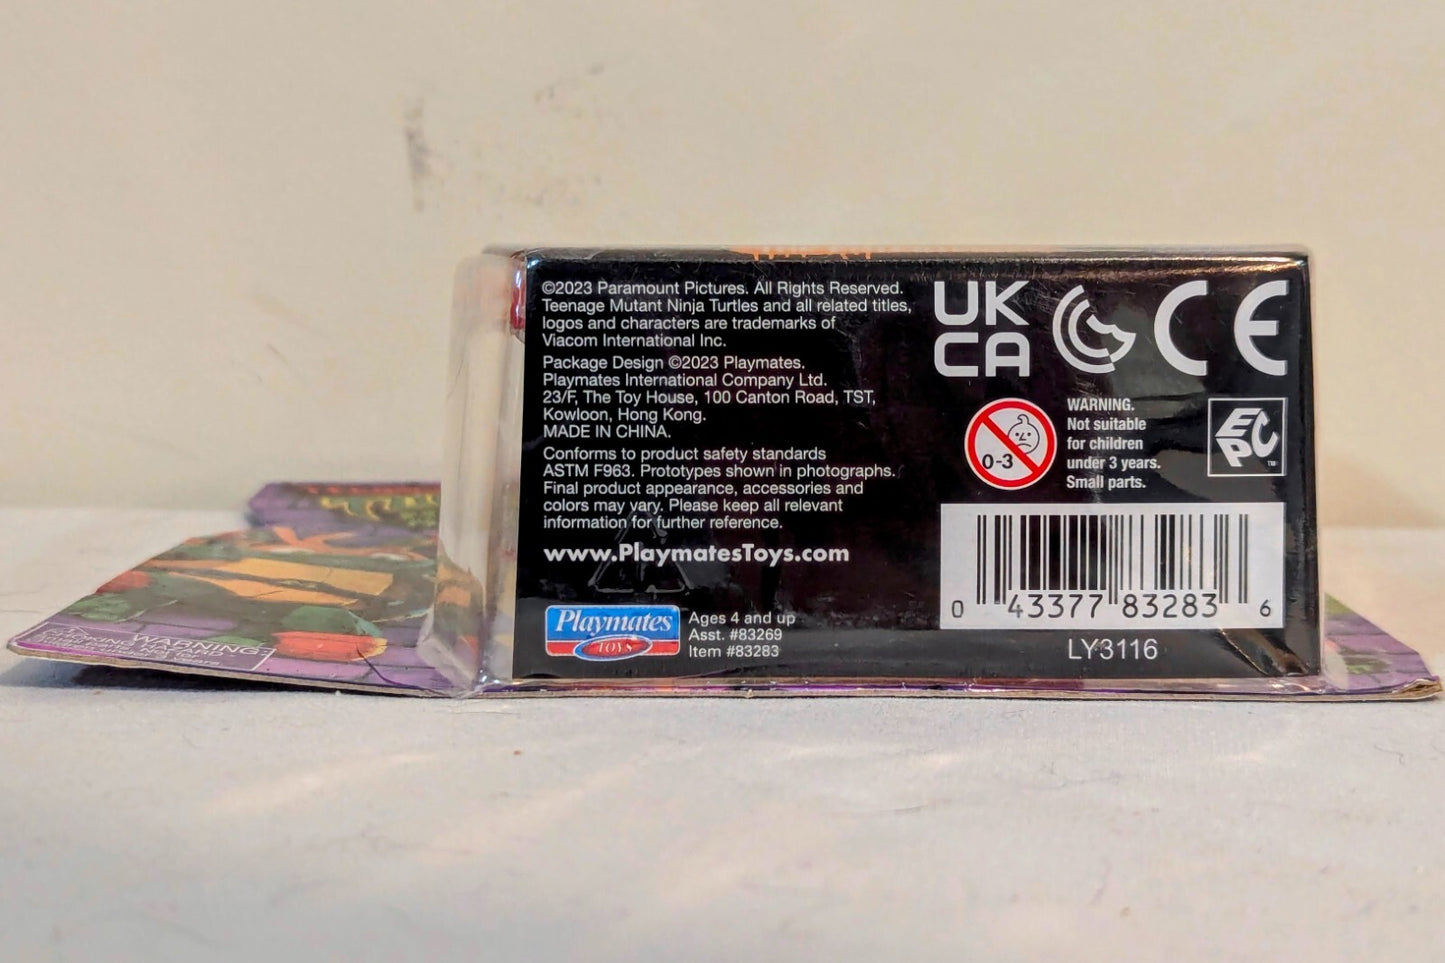 ©2023 Paramount Pictures. All Rights Reserved.
Teenage Mutant Ninja Turtles and all related titles,
logos and characters are trademarks of
Viacom International Inc.
Package Design ©2023 Playmates.
Playmates International Company Ltd.
23/F, The Toy House, 100 Canton Road, TST,
Kowloon, Hong Kong.
MADE IN CHINA.
Conforms to product safety standards
ASTM F963. Prototypes shown in photographs.
Final product appearance, accessories and
colors may vary. Please keep all relevant
information for further reference.
www.PlaymatesToys.com
Playmates
TOYS
Ages 4 and up
Asst. #83269
Item #83283
UK
CA
CE
0-3
WARNING.
Not suitable
for children
under 3 years.
Small parts.
EPC
TM
0 43377 83283 6
LY3116
WARNING:
CHOKING HAZARD-